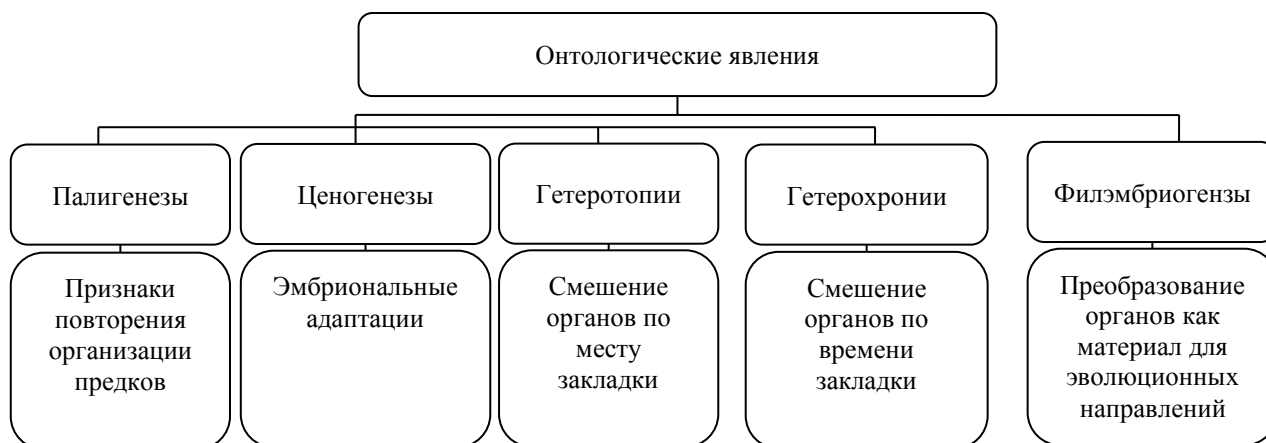 Онтологические явления
Палигенезы
Ценогенезы
Гетеротопии
Гетерохронии
Филэмбриогензы
Признаки
повторения
организации
предков
Эмбриональные
адаптации
Смешение
органов по
месту
закладки
Смешение
органов по
времени
закладки
Преобразование
органов как
материал для
эволюционных
направлений